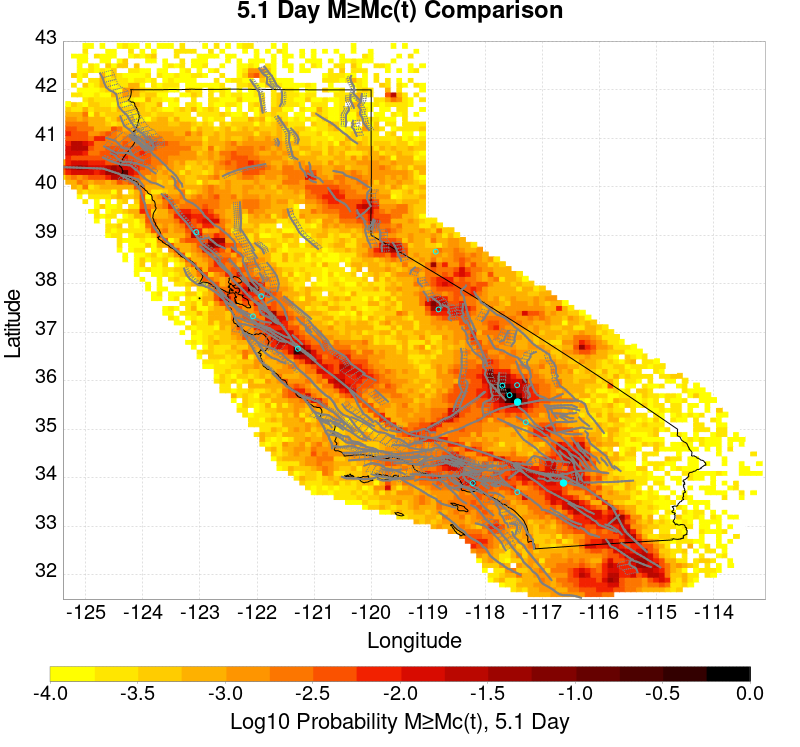 5.1 Day M≥Mc(t) Comparison
43
42
41
40
39
38
37
36
35
34
33
32
Latitude
-125 -124 -123 -122 -121 -120 -119 -118 -117 -116 -115 -114
Longitude
-4.0 -3.5 -3.0 -2.5 -2.0 -1.5 -1.0 -0.5 0.0
Log10 Probability M≥Mc(t), 5.1 Day